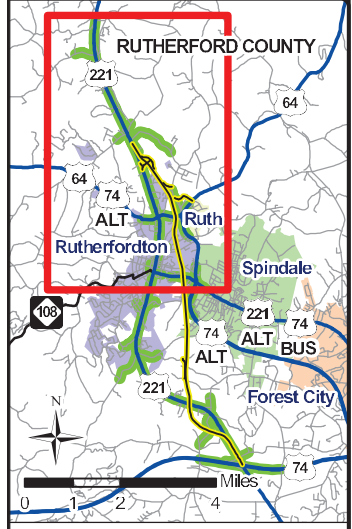 RUTHERFORD COUNTY
221
64
64
74
ALT
Ruth
Rutherfordton
Spindale
108
221
ALT
74
BUS
74
ALT
221
Forest City
N
74
Miles
0 1 2 4